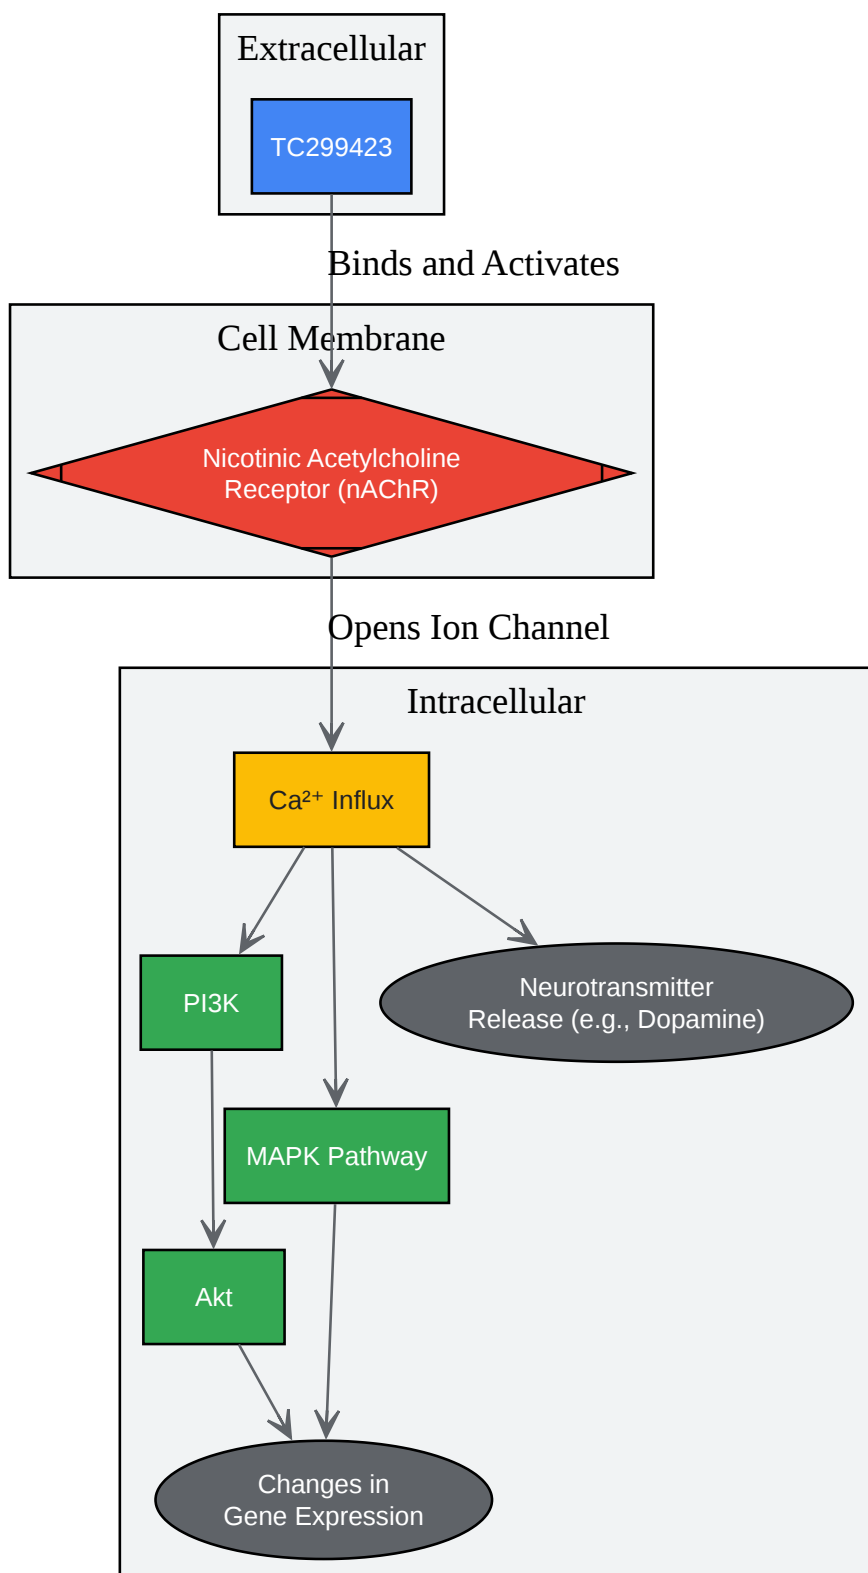 Extracellular
TC299423
Binds and Activates
Cell Membrane
Nicotinic Acetylcholine
Receptor (nAChR)
Opens Ion Channel
Intracellular
Ca²⁺ Influx
PI3K
Neurotransmitter
Release (e.g., Dopamine)
MAPK Pathway
Akt
Changes in
Gene Expression